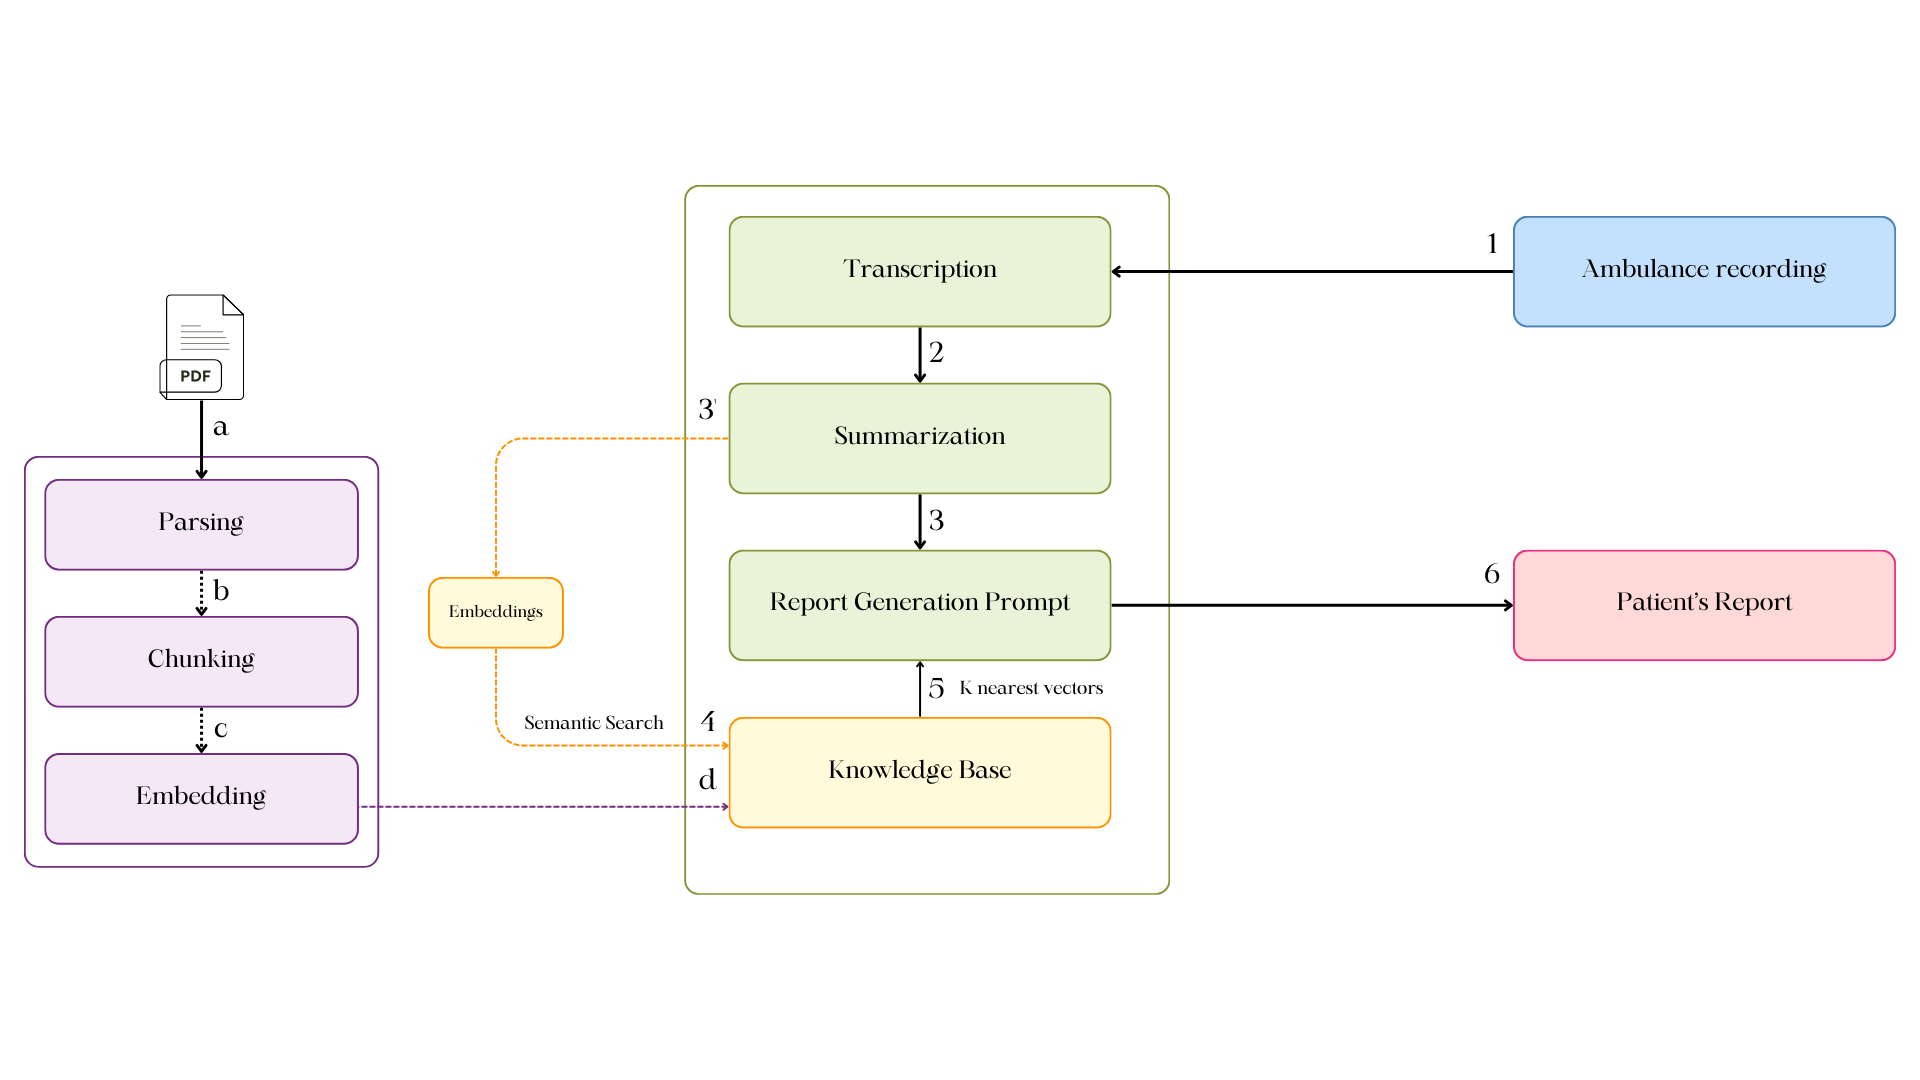 Transcription
1
Ambulance recording
2
PDF
a
3'
Summarization
Parsing
3
b
Embeddings
Report Generation Prompt
6
Patient's Report
Chunking
5 K nearest vectors
c
Semantic Search
4
Knowledge Base
d
Embedding